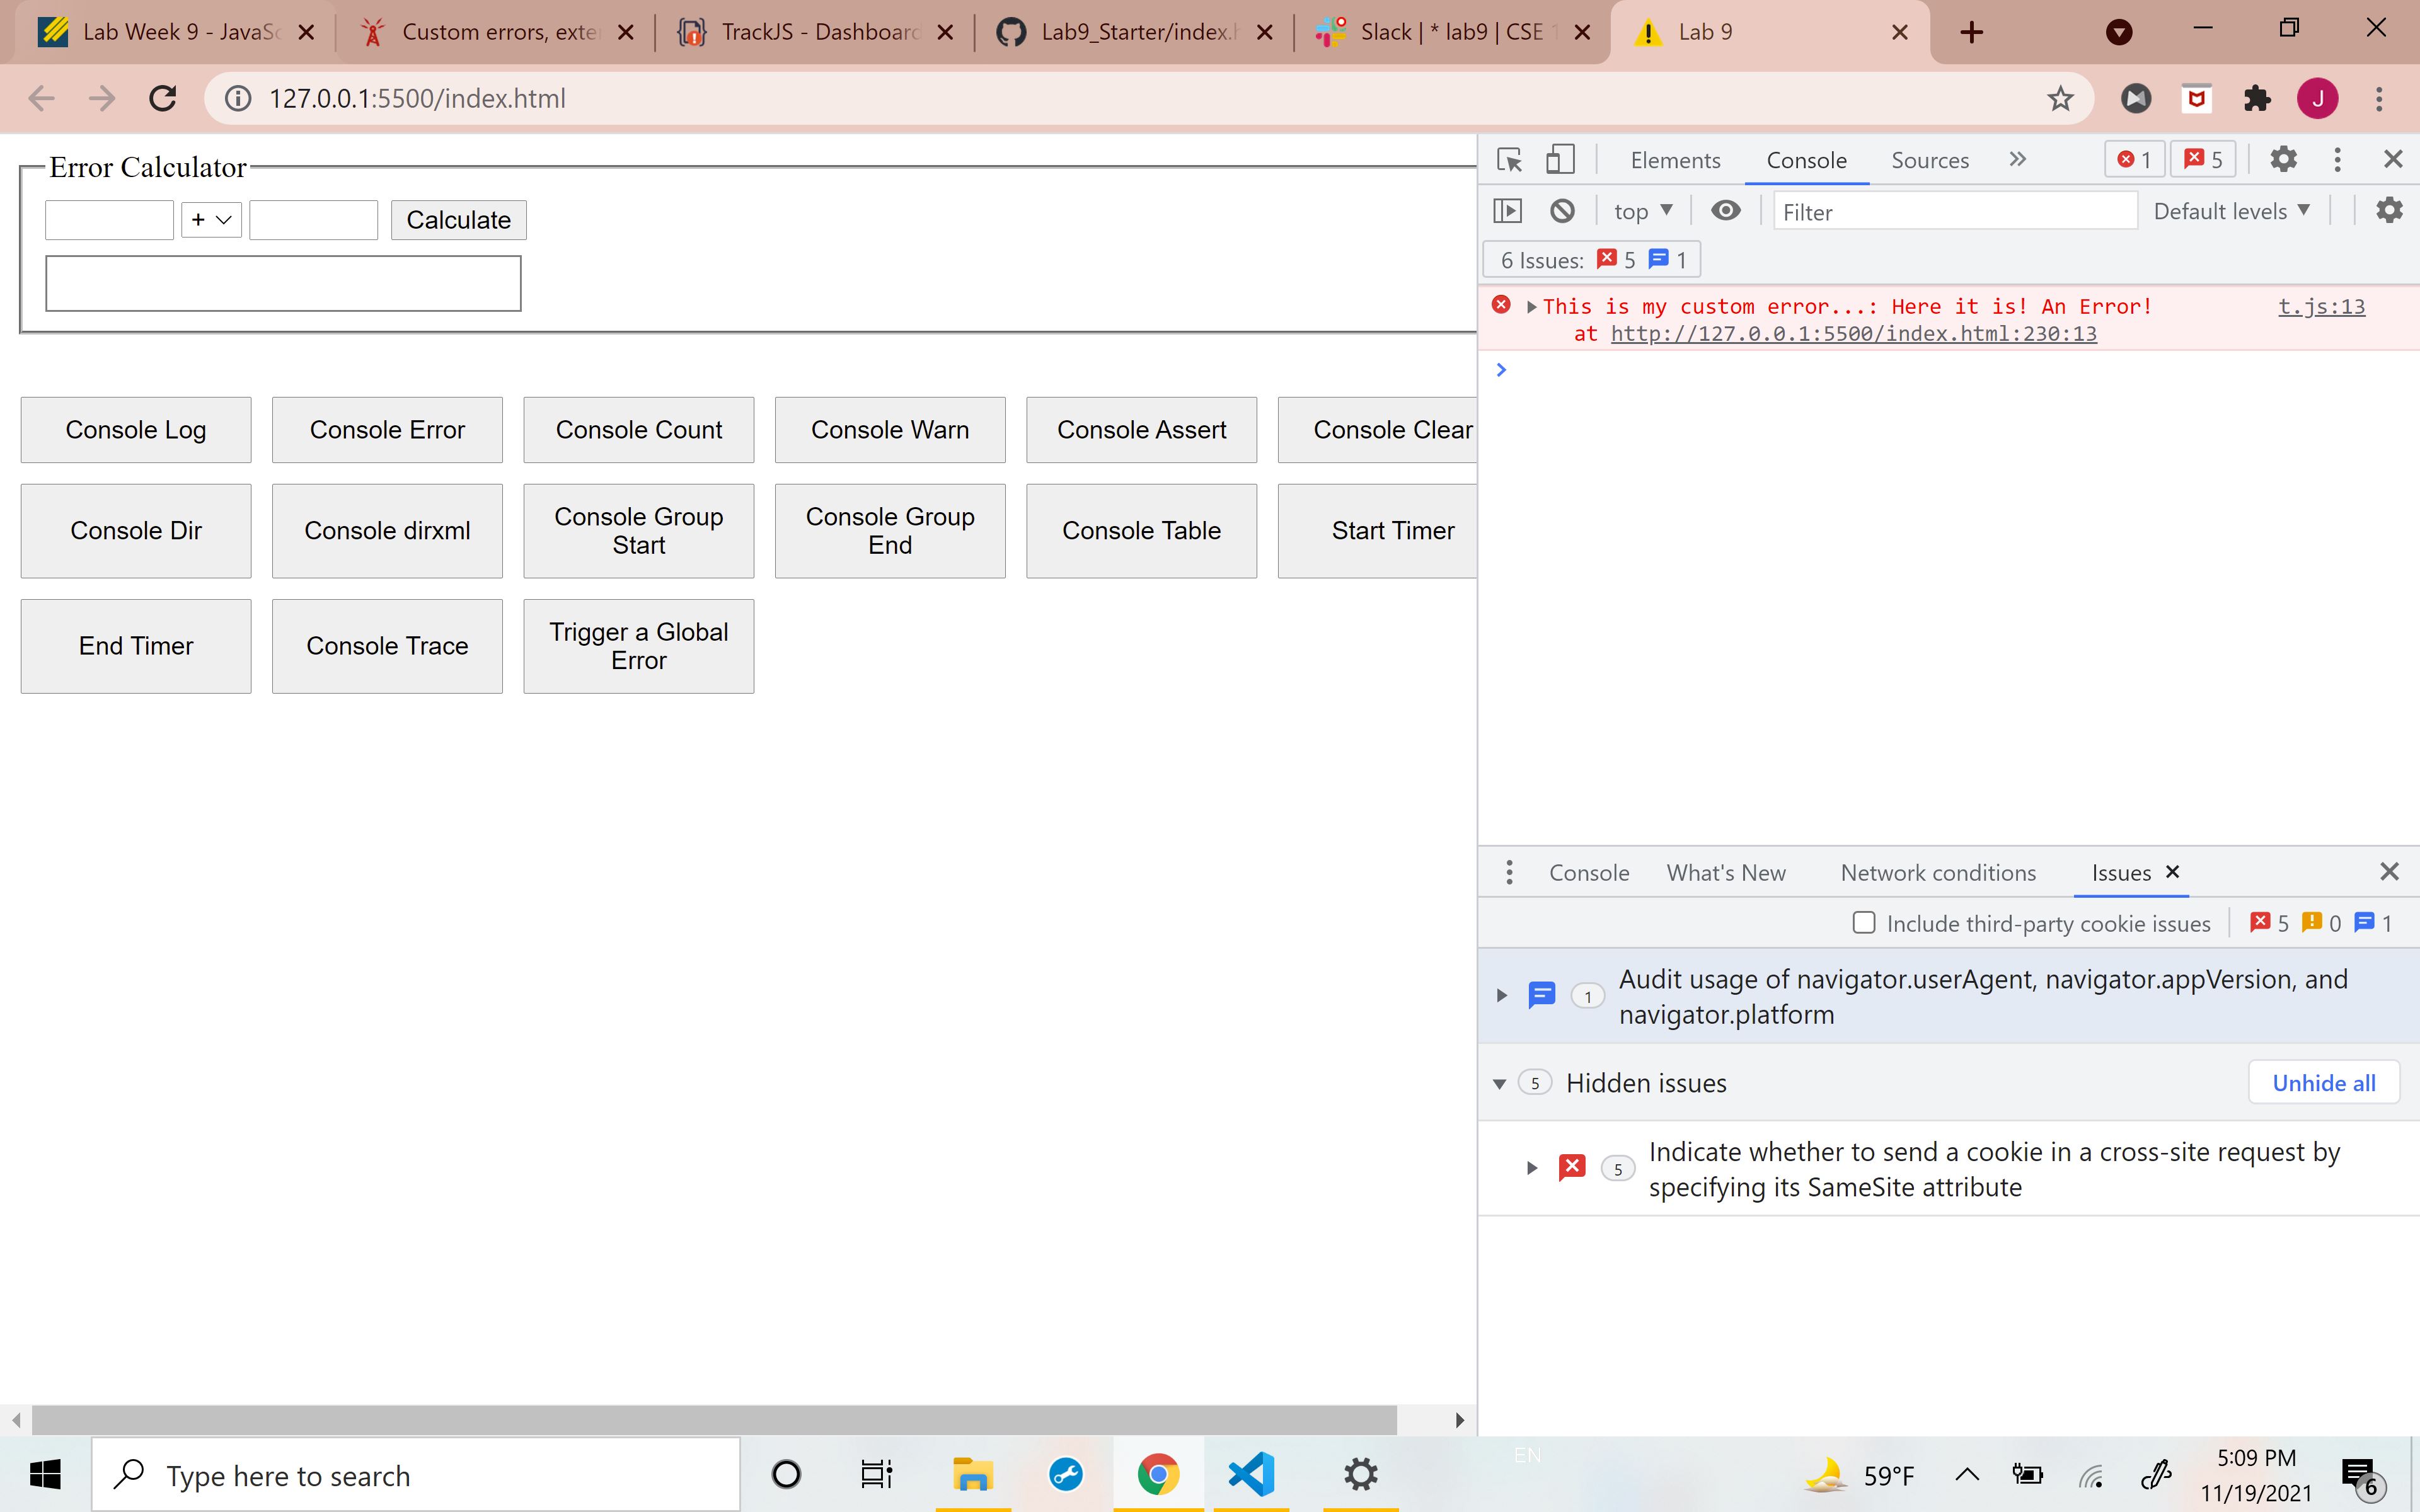 Lab Week 9 - JavaSc
Custom errors, exte
TrackJS - Dashboard
Lab9_Starter/index.h
Slack | * lab9 | CSE 1
Lab 9
127.0.0.1:5500/index.html
J
Error Calculator
+
Calculate
Console Log
Console Error
Console Count
Console Warn
Console Assert
Console Clear
Console Dir
Console dirxml
Console Group
Start
Console Group
End
Console Table
Start Timer
End Timer
Console Trace
Trigger a Global
Error
Elements
Console
Sources
1
5
top
Filter
Default levels
6 Issues: 5 1
This is my custom error...: Here it is! An Error!
t.js:13
at http://127.0.0.1:5500/index.html:230:13
Console
What's New
Network conditions
Issues
Include third-party cookie issues
5 0 1
1
Audit usage of navigator.userAgent, navigator.appVersion, and
navigator.platform
5
Hidden issues
Unhide all
5
Indicate whether to send a cookie in a cross-site request by
specifying its SameSite attribute
Type here to search
EN
59°F
5:09 PM
11/19/2021
6